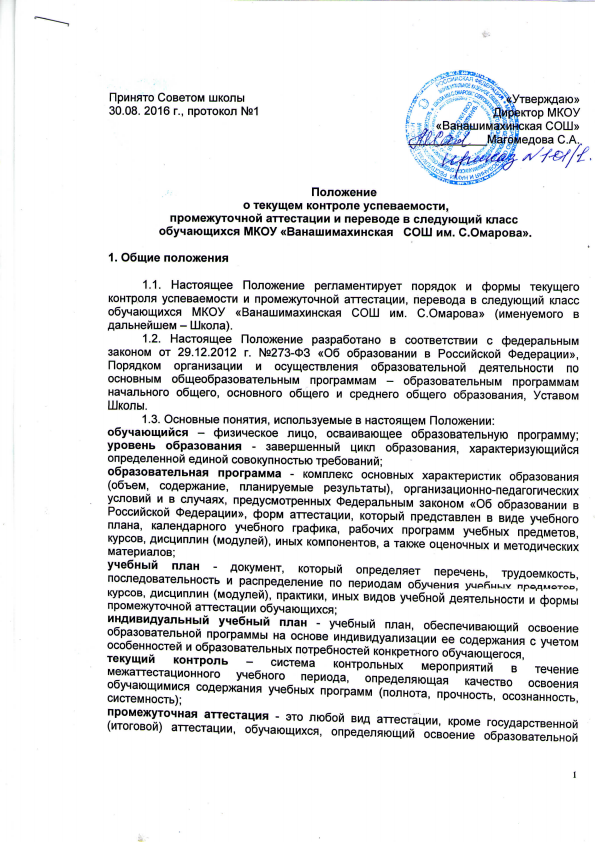 Принято Советом школы
30.08. 2016 г., протокол №1
«Утверждаю»
Директор МКОУ
«Ванашимахинская СОШ»
Магомедова С.А.
приказ N 101/1.
Положение
о текущем контроле успеваемости,
промежуточной аттестации и переводе в следующий класс
обучающихся МКОУ «Ванашимахинская СОШ им. С.Омарова».
1. Общие положения
1.1. Настоящее Положение регламентирует порядок и формы текущего
контроля успеваемости и промежуточной аттестации, перевода в следующий класс
обучающихся МКОУ «Ванашимахинская СОШ им. С.Омарова» (именуемого в
дальнейшем – Школа).
1.2. Настоящее Положение разработано в соответствии с федеральным
законом от 29.12.2012 г. №273-ФЗ «Об образовании в Российской Федерации»,
Порядком организации и осуществления образовательной деятельности по
основным общеобразовательным программам – образовательным программам
начального общего, основного общего и среднего общего образования, Уставом
Школы.
1.3. Основные понятия, используемые в настоящем Положении:
обучающийся – физическое лицо, осваивающее образовательную программу;
уровень образования - завершенный цикл образования, характеризующийся
определенной единой совокупностью требований;
образовательная программа - комплекс основных характеристик образования
(объем, содержание, планируемые результаты), организационно-педагогических
условий и в случаях, предусмотренных Федеральным законом «Об образовании в
Российской Федерации», форм аттестации, который представлен в виде учебного
плана, календарного учебного графика, рабочих программ учебных предметов,
курсов, дисциплин (модулей), иных компонентов, а также оценочных и методических
материалов;
учебный план - документ, который определяет перечень, трудоемкость,
последовательность и распределение по периодам обучения учебных предметов,
курсов, дисциплин (модулей), практики, иных видов учебной деятельности и формы
промежуточной аттестации обучающихся;
индивидуальный учебный план - учебный план, обеспечивающий освоение
образовательной программы на основе индивидуализации ее содержания с учетом
особенностей и образовательных потребностей конкретного обучающегося,
текущий контроль – система контрольных мероприятий в течение
межаттестационного учебного периода, определяющая качество освоения
обучающимися содержания учебных программ (полнота, прочность, осознанность,
системность);
промежуточная аттестация - это любой вид аттестации, кроме государственной
(итоговой) аттестации, обучающихся, определяющий освоение образовательной
1